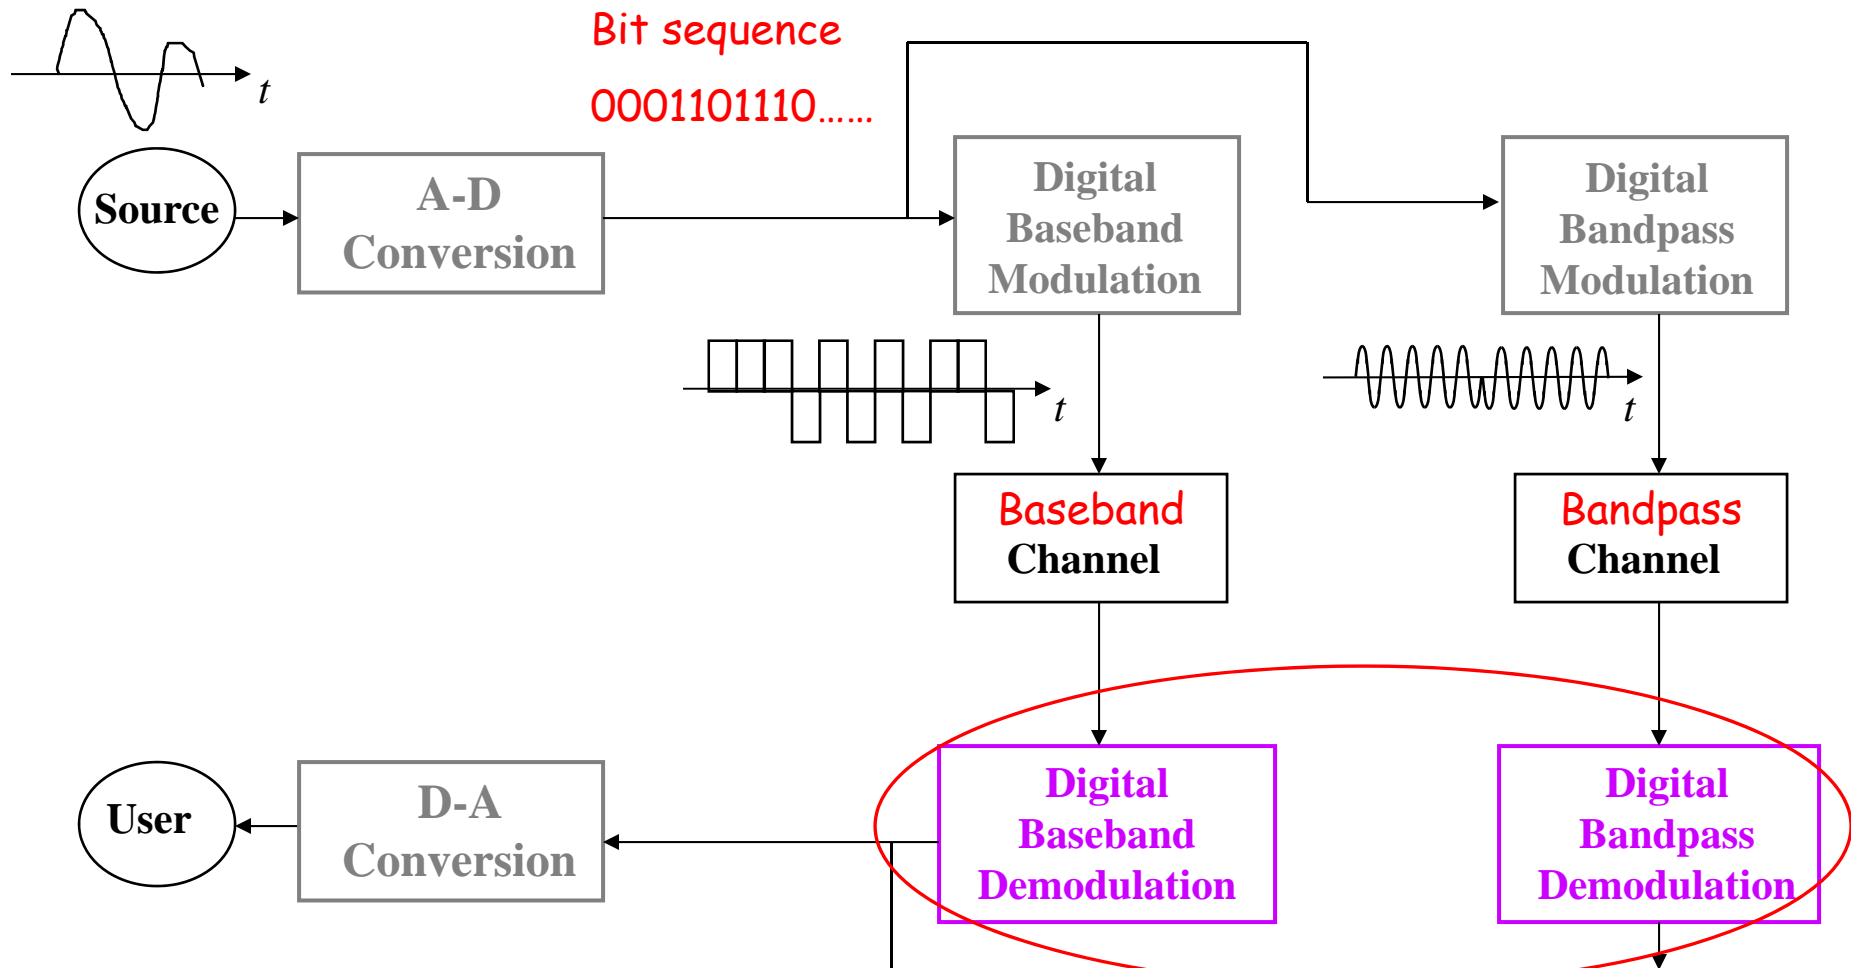 Bit sequence
0001101110......
t
Source
A-D
Conversion
Digital
Baseband
Modulation
Digital
Bandpass
Modulation
t
t
Baseband
Channel
Bandpass
Channel
User
D-A
Conversion
Digital
Baseband
Demodulation
Digital
Bandpass
Demodulation